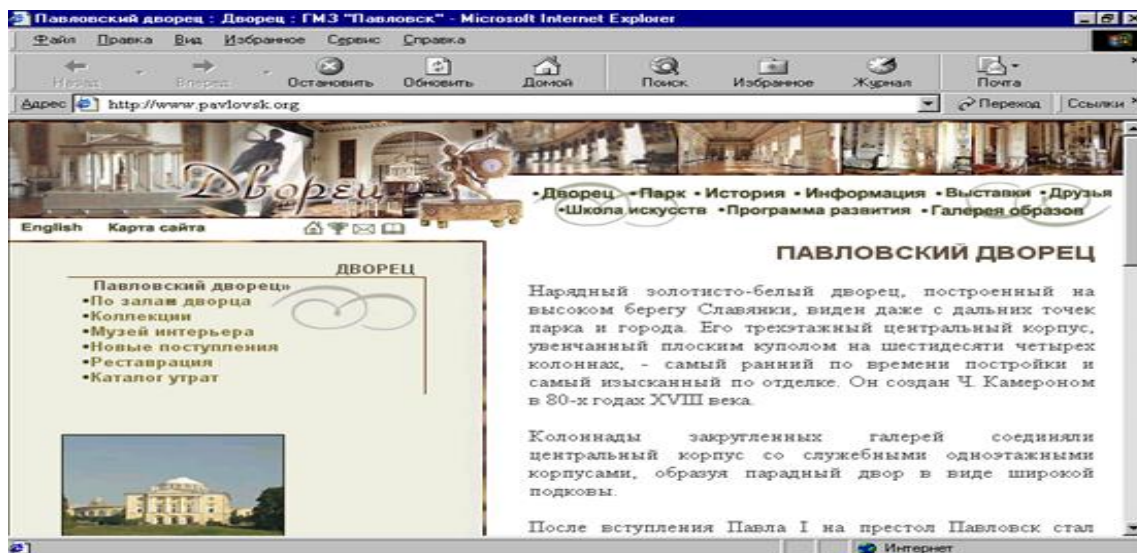 Павловский дворец : Дворец : ГМЗ "Павловск" - Microsoft Internet Explorer
Файл Правка Вид Избранное Сервис Справка
Назад Вперед Остановить Обновить Домой Поиск Избранное Журнал Почта
Адрес http://www.pavlovsk.org Переход Ссылки »
Дворец
•Дворец •Парк •История •Информация •Выставки •Друзья
•Школа искусств •Программа развития •Галерея образов
English Карта сайта
ДВОРЕЦ
Павловский дворец»
•По залам дворца
•Коллекции
•Музей интерьера
•Новые поступления
•Реставрация
•Каталог утрат
ПАВЛОВСКИЙ ДВОРЕЦ
Нарядный золотисто-белый дворец, построенный на
высоком берегу Славянки, виден даже с дальних точек
парка и города. Его трехэтажный центральный корпус,
увенчанный плоским куполом на шестидесяти четырех
колоннах, - самый ранний по времени постройки и
самый изысканный по отделке. Он создан Ч. Камероном
в 80-х годах XVIII века.
Колоннады закругленных галерей соединяли
центральный корпус со служебными одноэтажными
корпусами, образуя парадный двор в виде широкой
подковы.
После вступления Павла I на престол Павловск стал
Интернет